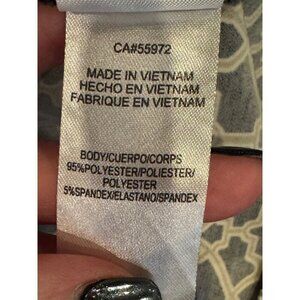 CA#55972
MADE IN VIETNAM
HECHO EN VIETNAM
FABRIQUE EN VIETNAM
BODY/CUERPO/CORPS
95%POLYESTER/POLIESTER/
POLYESTER
5%SPANDEX/ELASTANO/SPANDEX